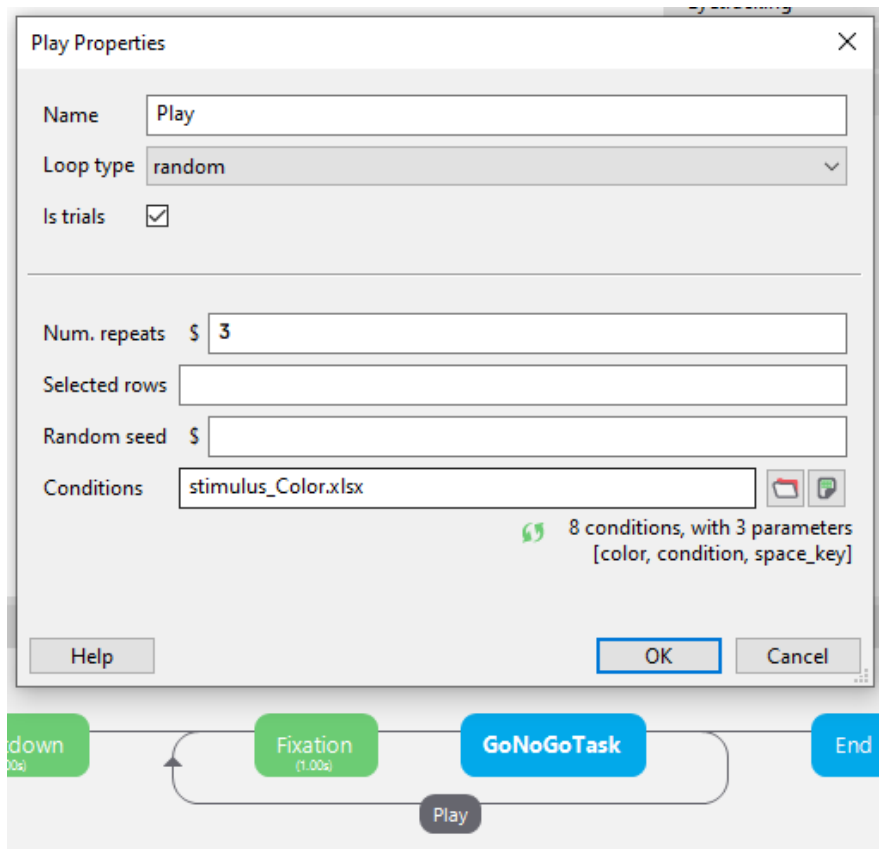 Play Properties
Name Play
Loop type random
Is trials
Num. repeats $ 3
Selected rows
Random seed $
Conditions stimulus_Color.xlsx
8 conditions, with 3 parameters
[color, condition, space_key]
Help OK Cancel
down Fixation GoNoGoTask End
(1.00s)
Play